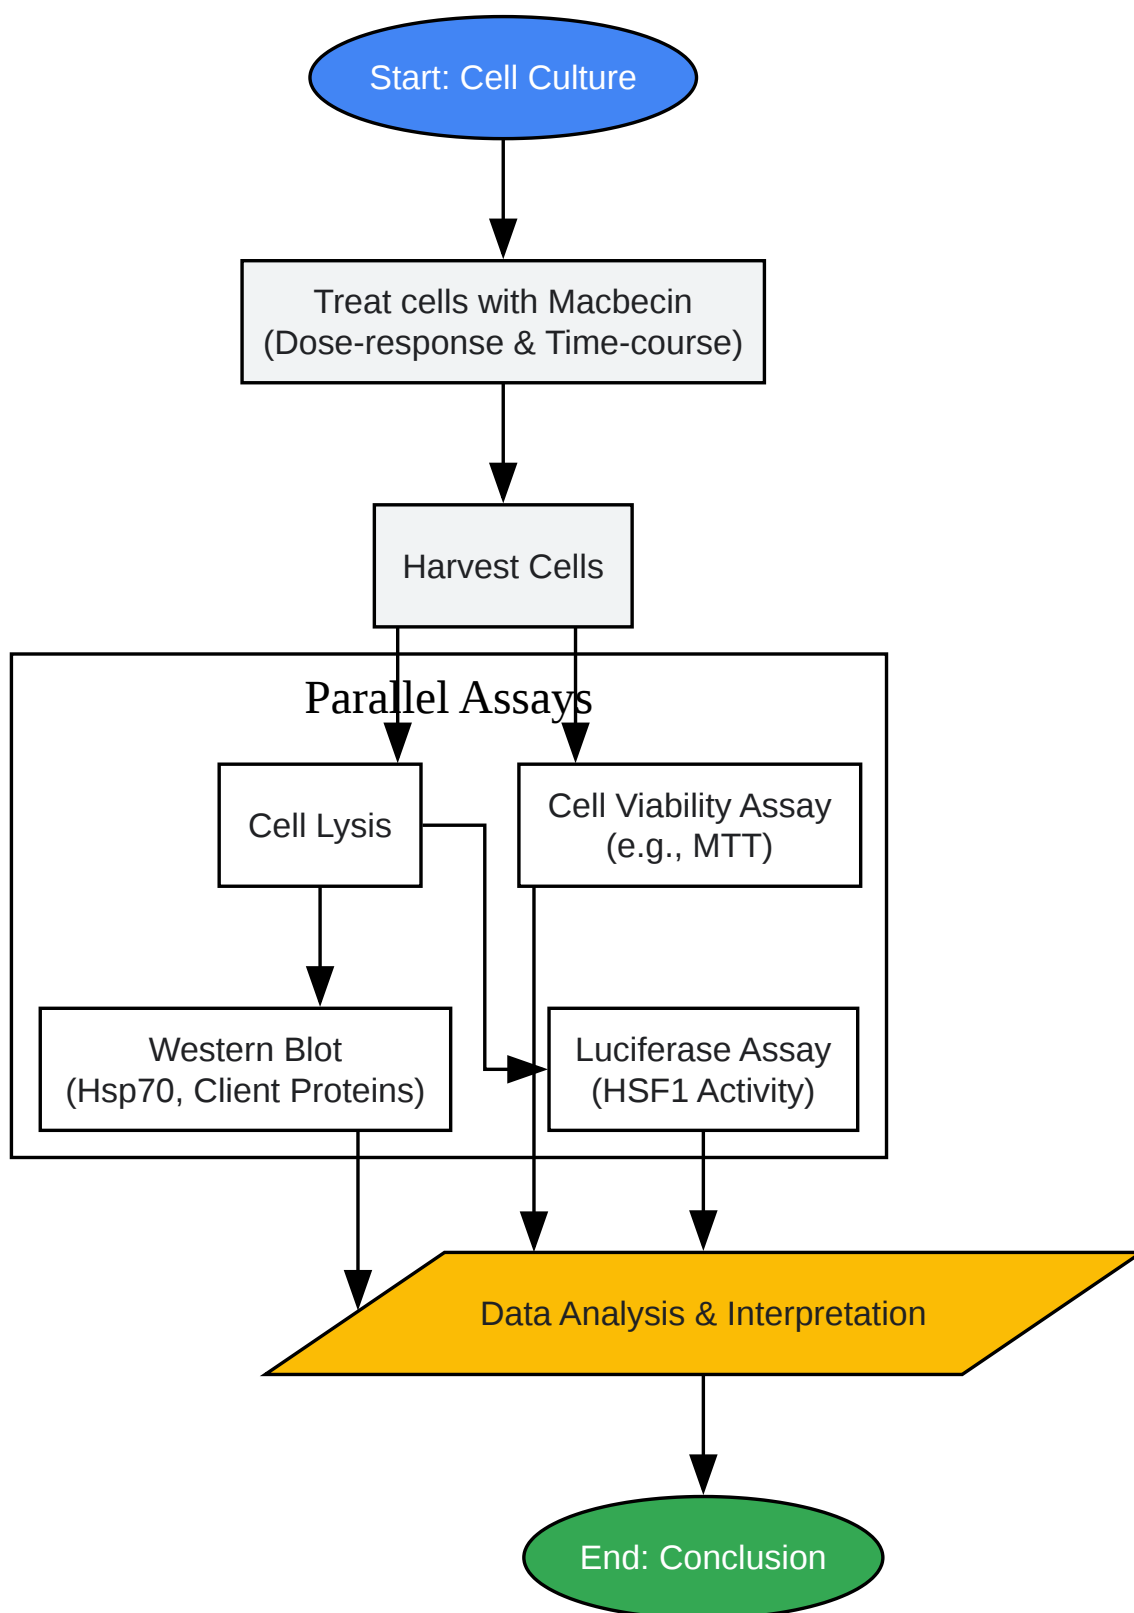 Start: Cell Culture
Treat cells with Macbecin
(Dose-response & Time-course)
Harvest Cells
Parallel Assays
Cell Lysis
Cell Viability Assay
(e.g., MTT)
Western Blot
(Hsp70, Client Proteins)
Luciferase Assay
(HSF1 Activity)
Data Analysis & Interpretation
End: Conclusion